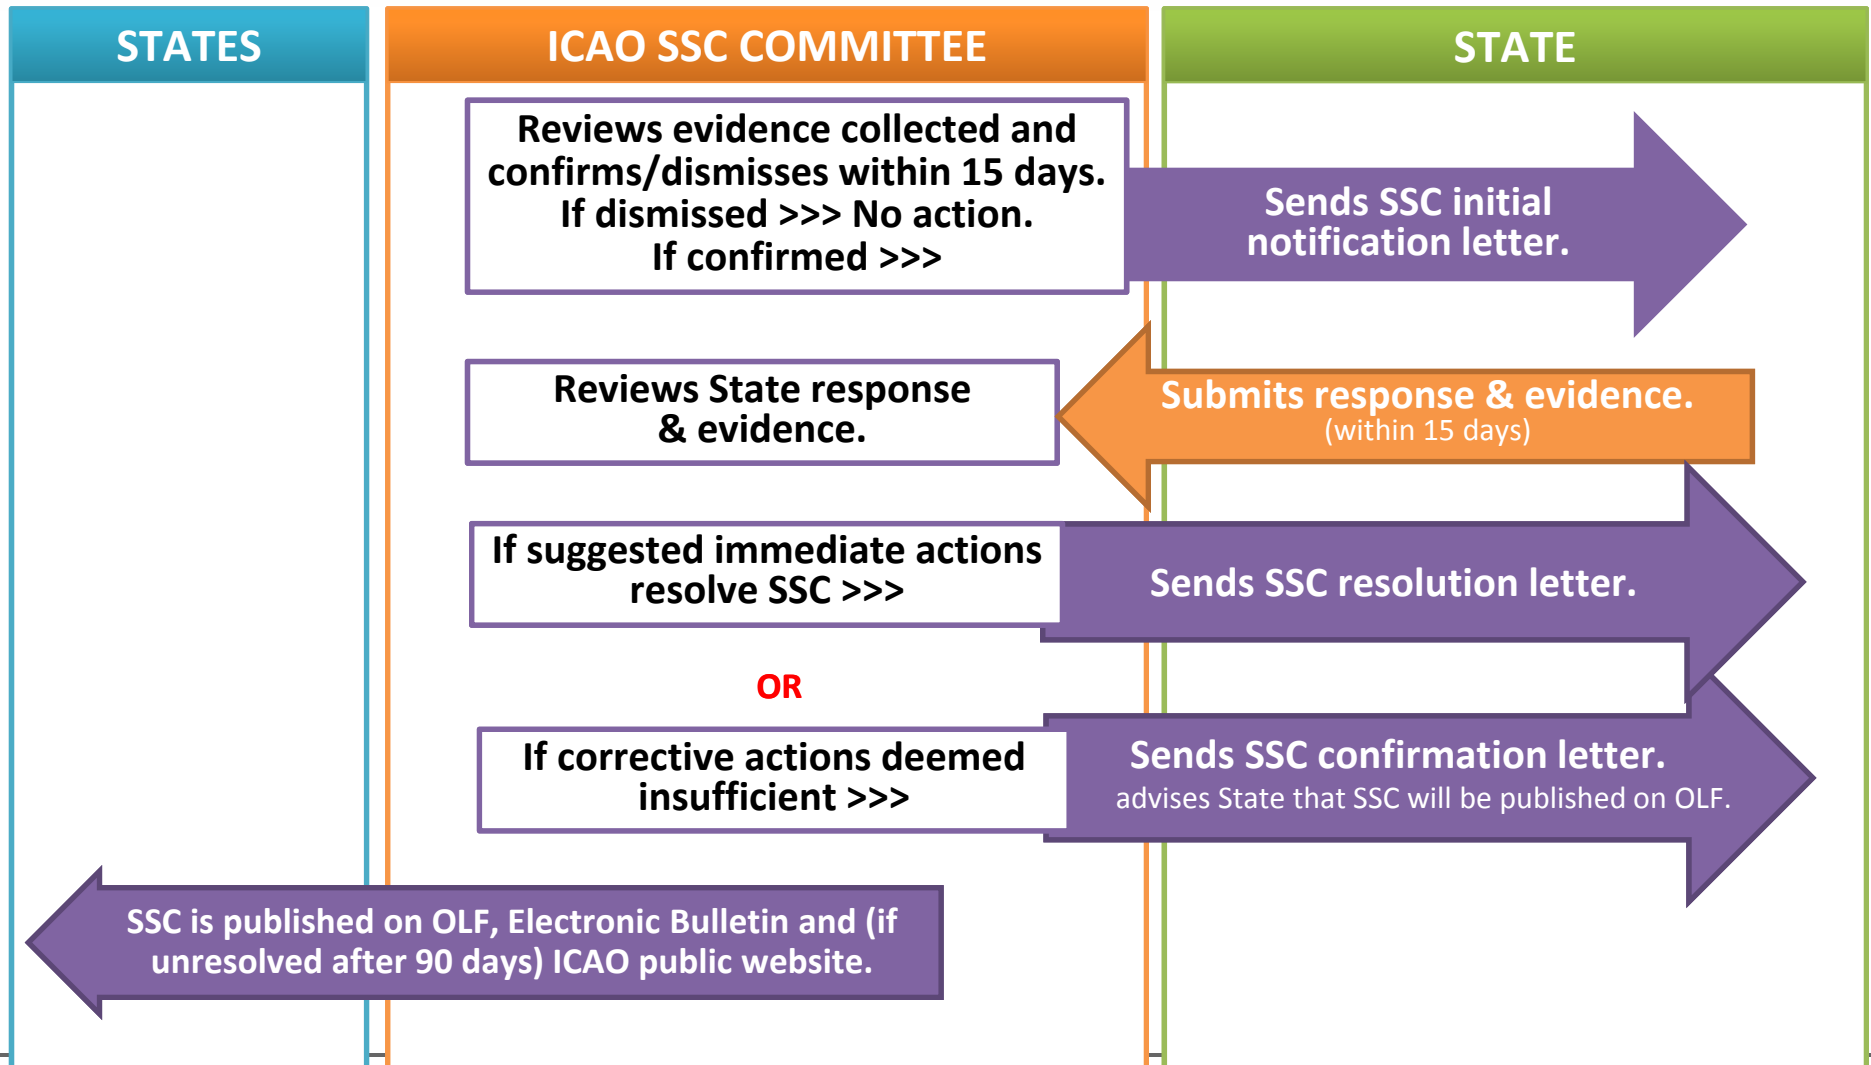 STATES
ICAO SSC COMMITTEE
STATE
Reviews evidence collected and
confirms/dismisses within 15 days.
If dismissed >>> No action.
If confirmed >>>
Sends SSC initial
notification letter.
Reviews State response
& evidence.
Submits response & evidence.
(within 15 days)
If suggested immediate actions
resolve SSC >>>
Sends SSC resolution letter.
OR
If corrective actions deemed
insufficient >>>
Sends SSC confirmation letter.
advises State that SSC will be published on OLF.
SSC is published on OLF, Electronic Bulletin and (if
unresolved after 90 days) ICAO public website.